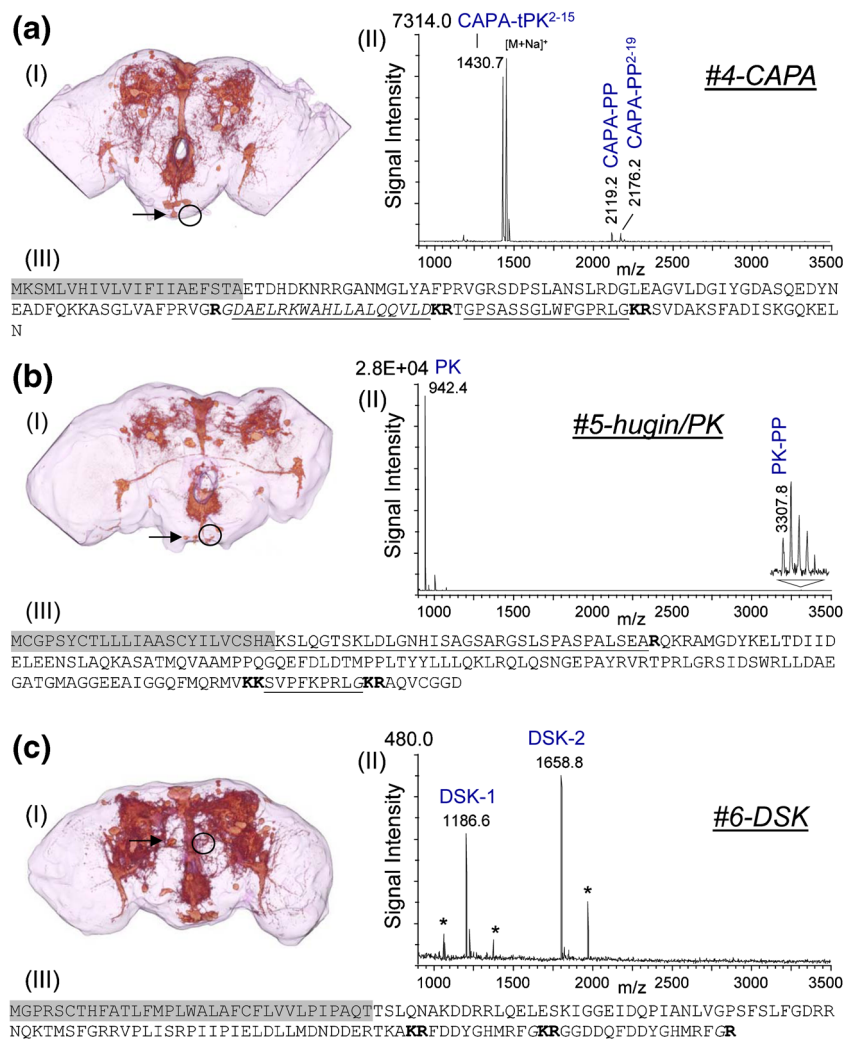 (a)
(I)
(II)
7314.0 CAPA-tPK2-15
1430.7
[M+Na]+
2119.2 CAPA-PP
2176.2 CAPA-PP2-19
#4-CAPA
Signal Intensity
1000 1500 2000 2500 3000 3500
m/z
(III)
MKSMLVHIVLVIFIIAEFSTAETDHDKNRRGANMGLYAFPRVGRSDPSLANSLRDGLEAGVLDGIYGDASQEDYN
EADFQKKASGLVAFPRVGRGDAELRKWAHLLALQQVLDKRTGPSASSGLWFGPRLGKRSVDAKSFADISKGQKEL
N
(b)
(I)
(II)
2.8E+04 PK
942.4
#5-hugin/PK
PK-PP
3307.8
Signal Intensity
1000 1500 2000 2500 3000 3500
m/z
(III)
MCGPSYCTLLLIAASCYILVCSHAKSLQGTSKLDLGNHISAGSARGSLSPASPALSEARQKRAMGDYKELTDIID
ELEENSLAQKASATMQVAAMPPQGQEFDLDTMPPLTYYLLLQKLRQLQSNGEPAYRVRTPRLGRSIDSWRLLDAE
GATGMAGGEEAIGGQFMQRMVKKSVPFKPRLGKRAQVCGGD
(c)
(I)
(II)
480.0
DSK-1
1186.6
DSK-2
1658.8
* * *
#6-DSK
Signal Intensity
1000 1500 2000 2500 3000 3500
m/z
(III)
MGPRSCTHFATLFMPLWALAFCFLVVLPIPAQTTSLQNAKDDRRLQELESKIGGEIDQPIANLVGPSFSLFGDRR
NQKTMSFGRRVPLISRPIIPIELDLLMDNDDERTKAKRFDDYGHMRFGKRGGDDQFDDYGHMRFGR